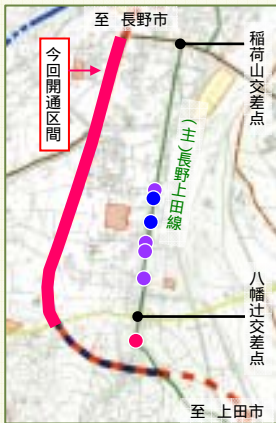 至 長野市
今回開通区間
稲荷山交差点
(主)長野上田線
八幡辻交差点
至 上田市